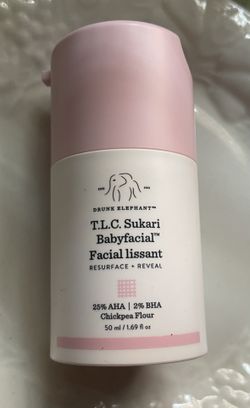 DRUNK ELEPHANT™
T.L.C. Sukari
Babyfacial™
Facial lissant
RESURFACE + REVEAL
25% AHA | 2% BHA
Chickpea Flour
50 ml / 1.69 fl oz